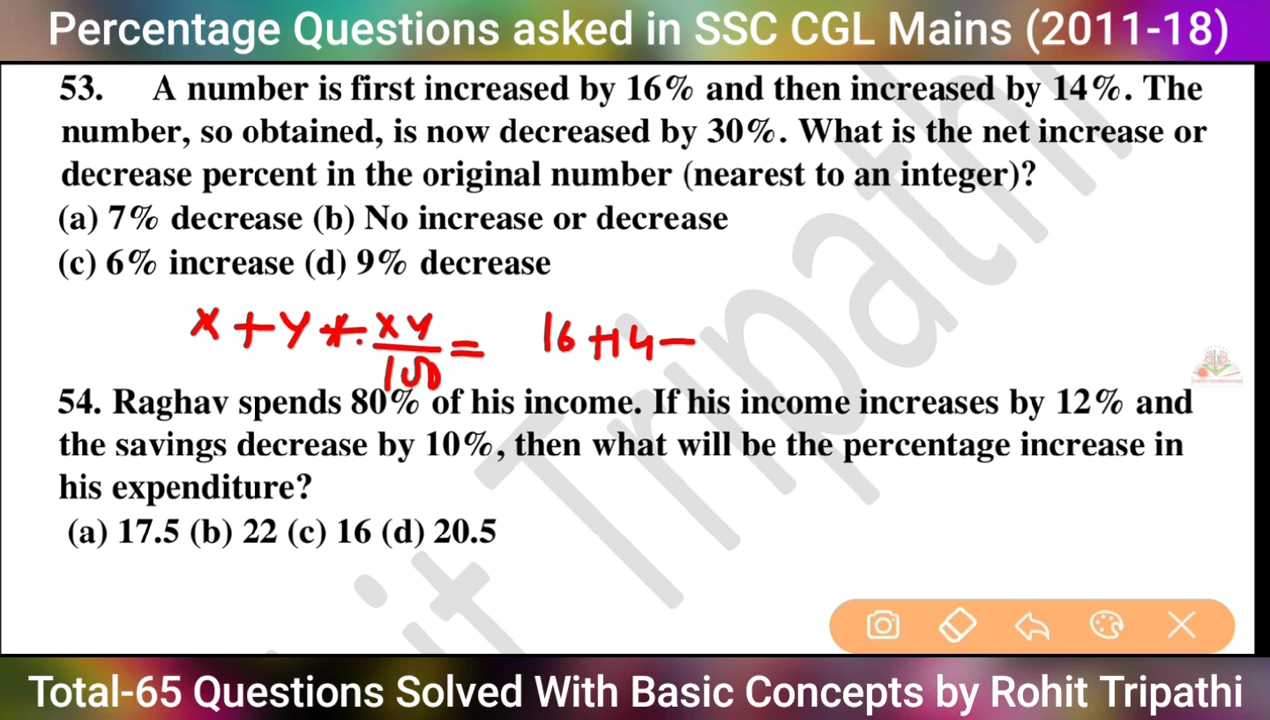 Percentage Questions asked in SSC CGL Mains (2011-18)
53. A number is first increased by 16% and then increased by 14%. The
number, so obtained, is now decreased by 30%. What is the net increase or
decrease percent in the original number (nearest to an integer)?
(a) 7% decrease (b) No increase or decrease
(c) 6% increase (d) 9% decrease
x + y + xy/100 = 16 + 14 –
54. Raghav spends 80% of his income. If his income increases by 12% and
the savings decrease by 10%, then what will be the percentage increase in
his expenditure?
(a) 17.5 (b) 22 (c) 16 (d) 20.5
it Tripathi
Total-65 Questions Solved With Basic Concepts by Rohit Tripathi